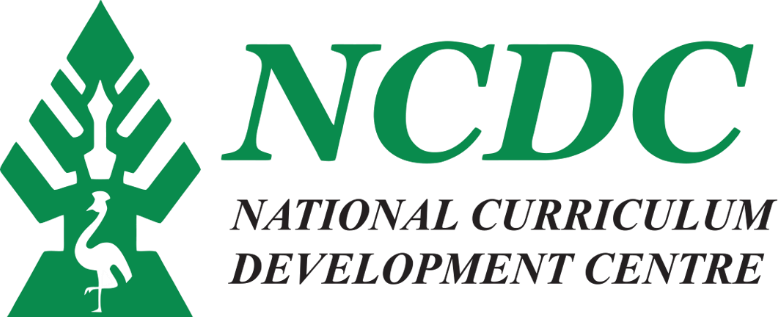 NCDC
NATIONAL CURRICULUM
DEVELOPMENT CENTRE